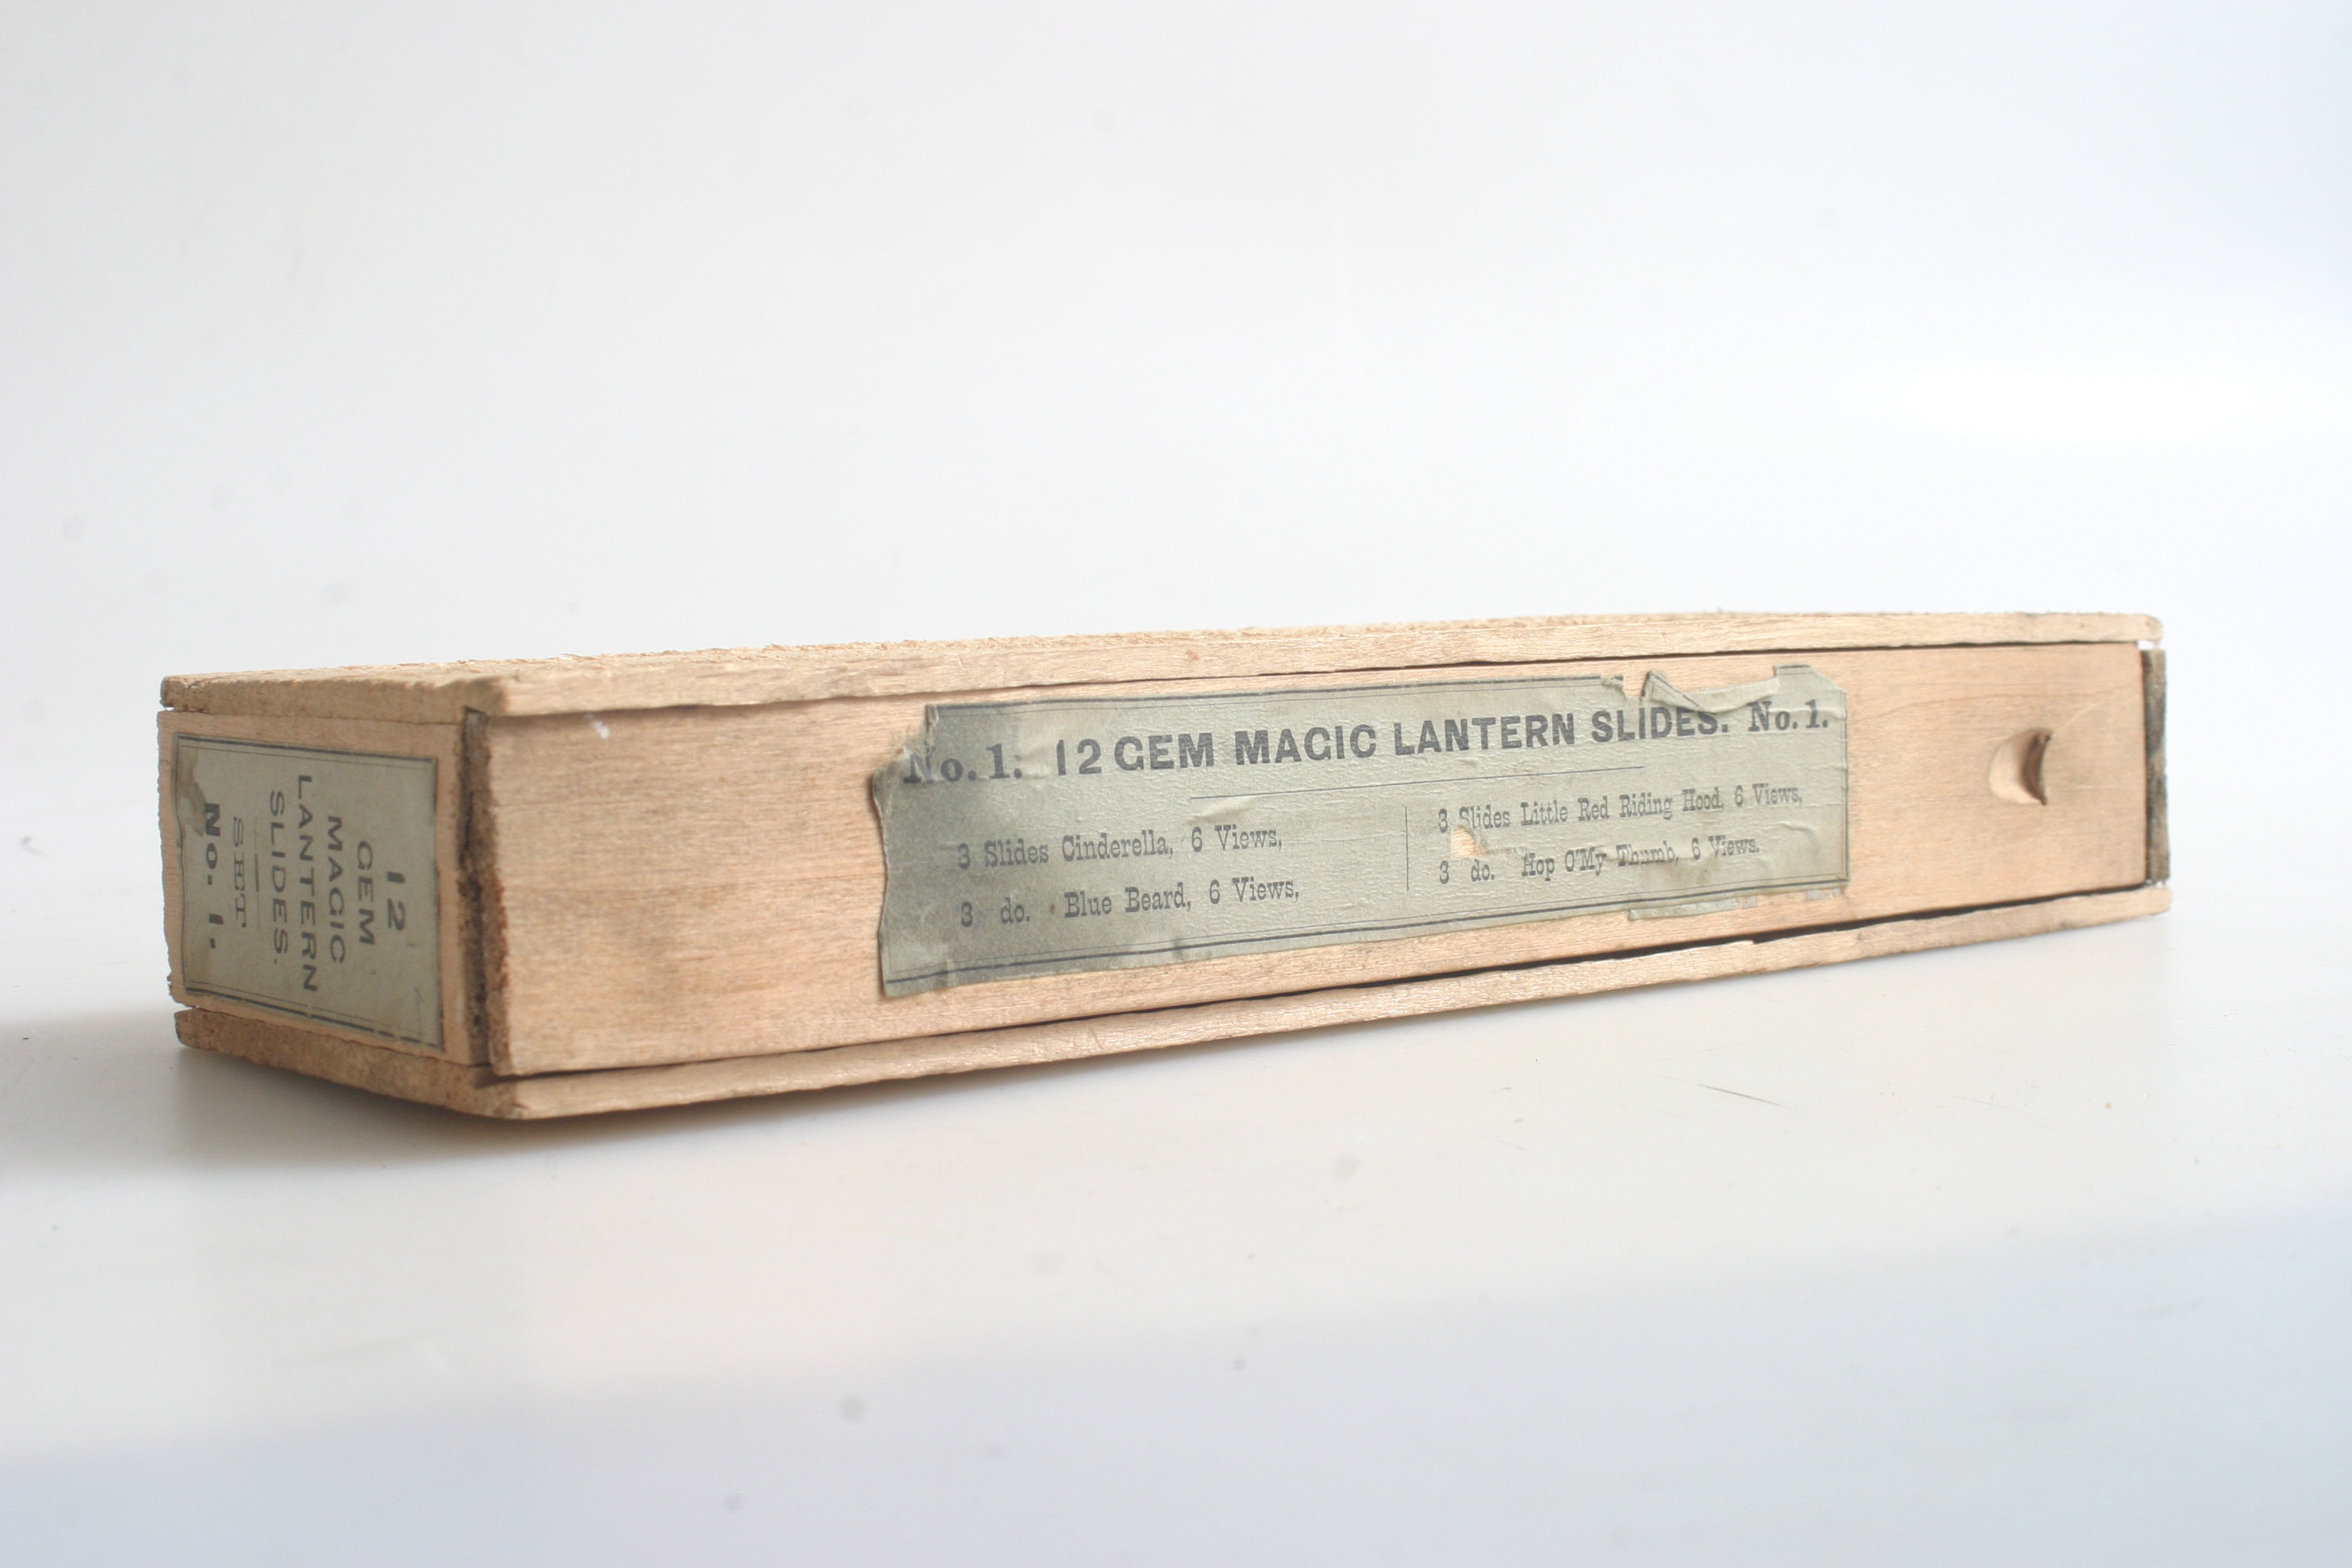 12
GEM
MAGIC
LANTERN
SLIDES.
SET
No. 1.
No. 1. 12 GEM MAGIC LANTERN SLIDES. No. 1.
3 Slides Cinderella, 6 Views,
3 do. Blue Beard, 6 Views,
3 Slides Little Red Riding Hood, 6 Views,
3 do. Hop O'My Thumb, 6 Views.